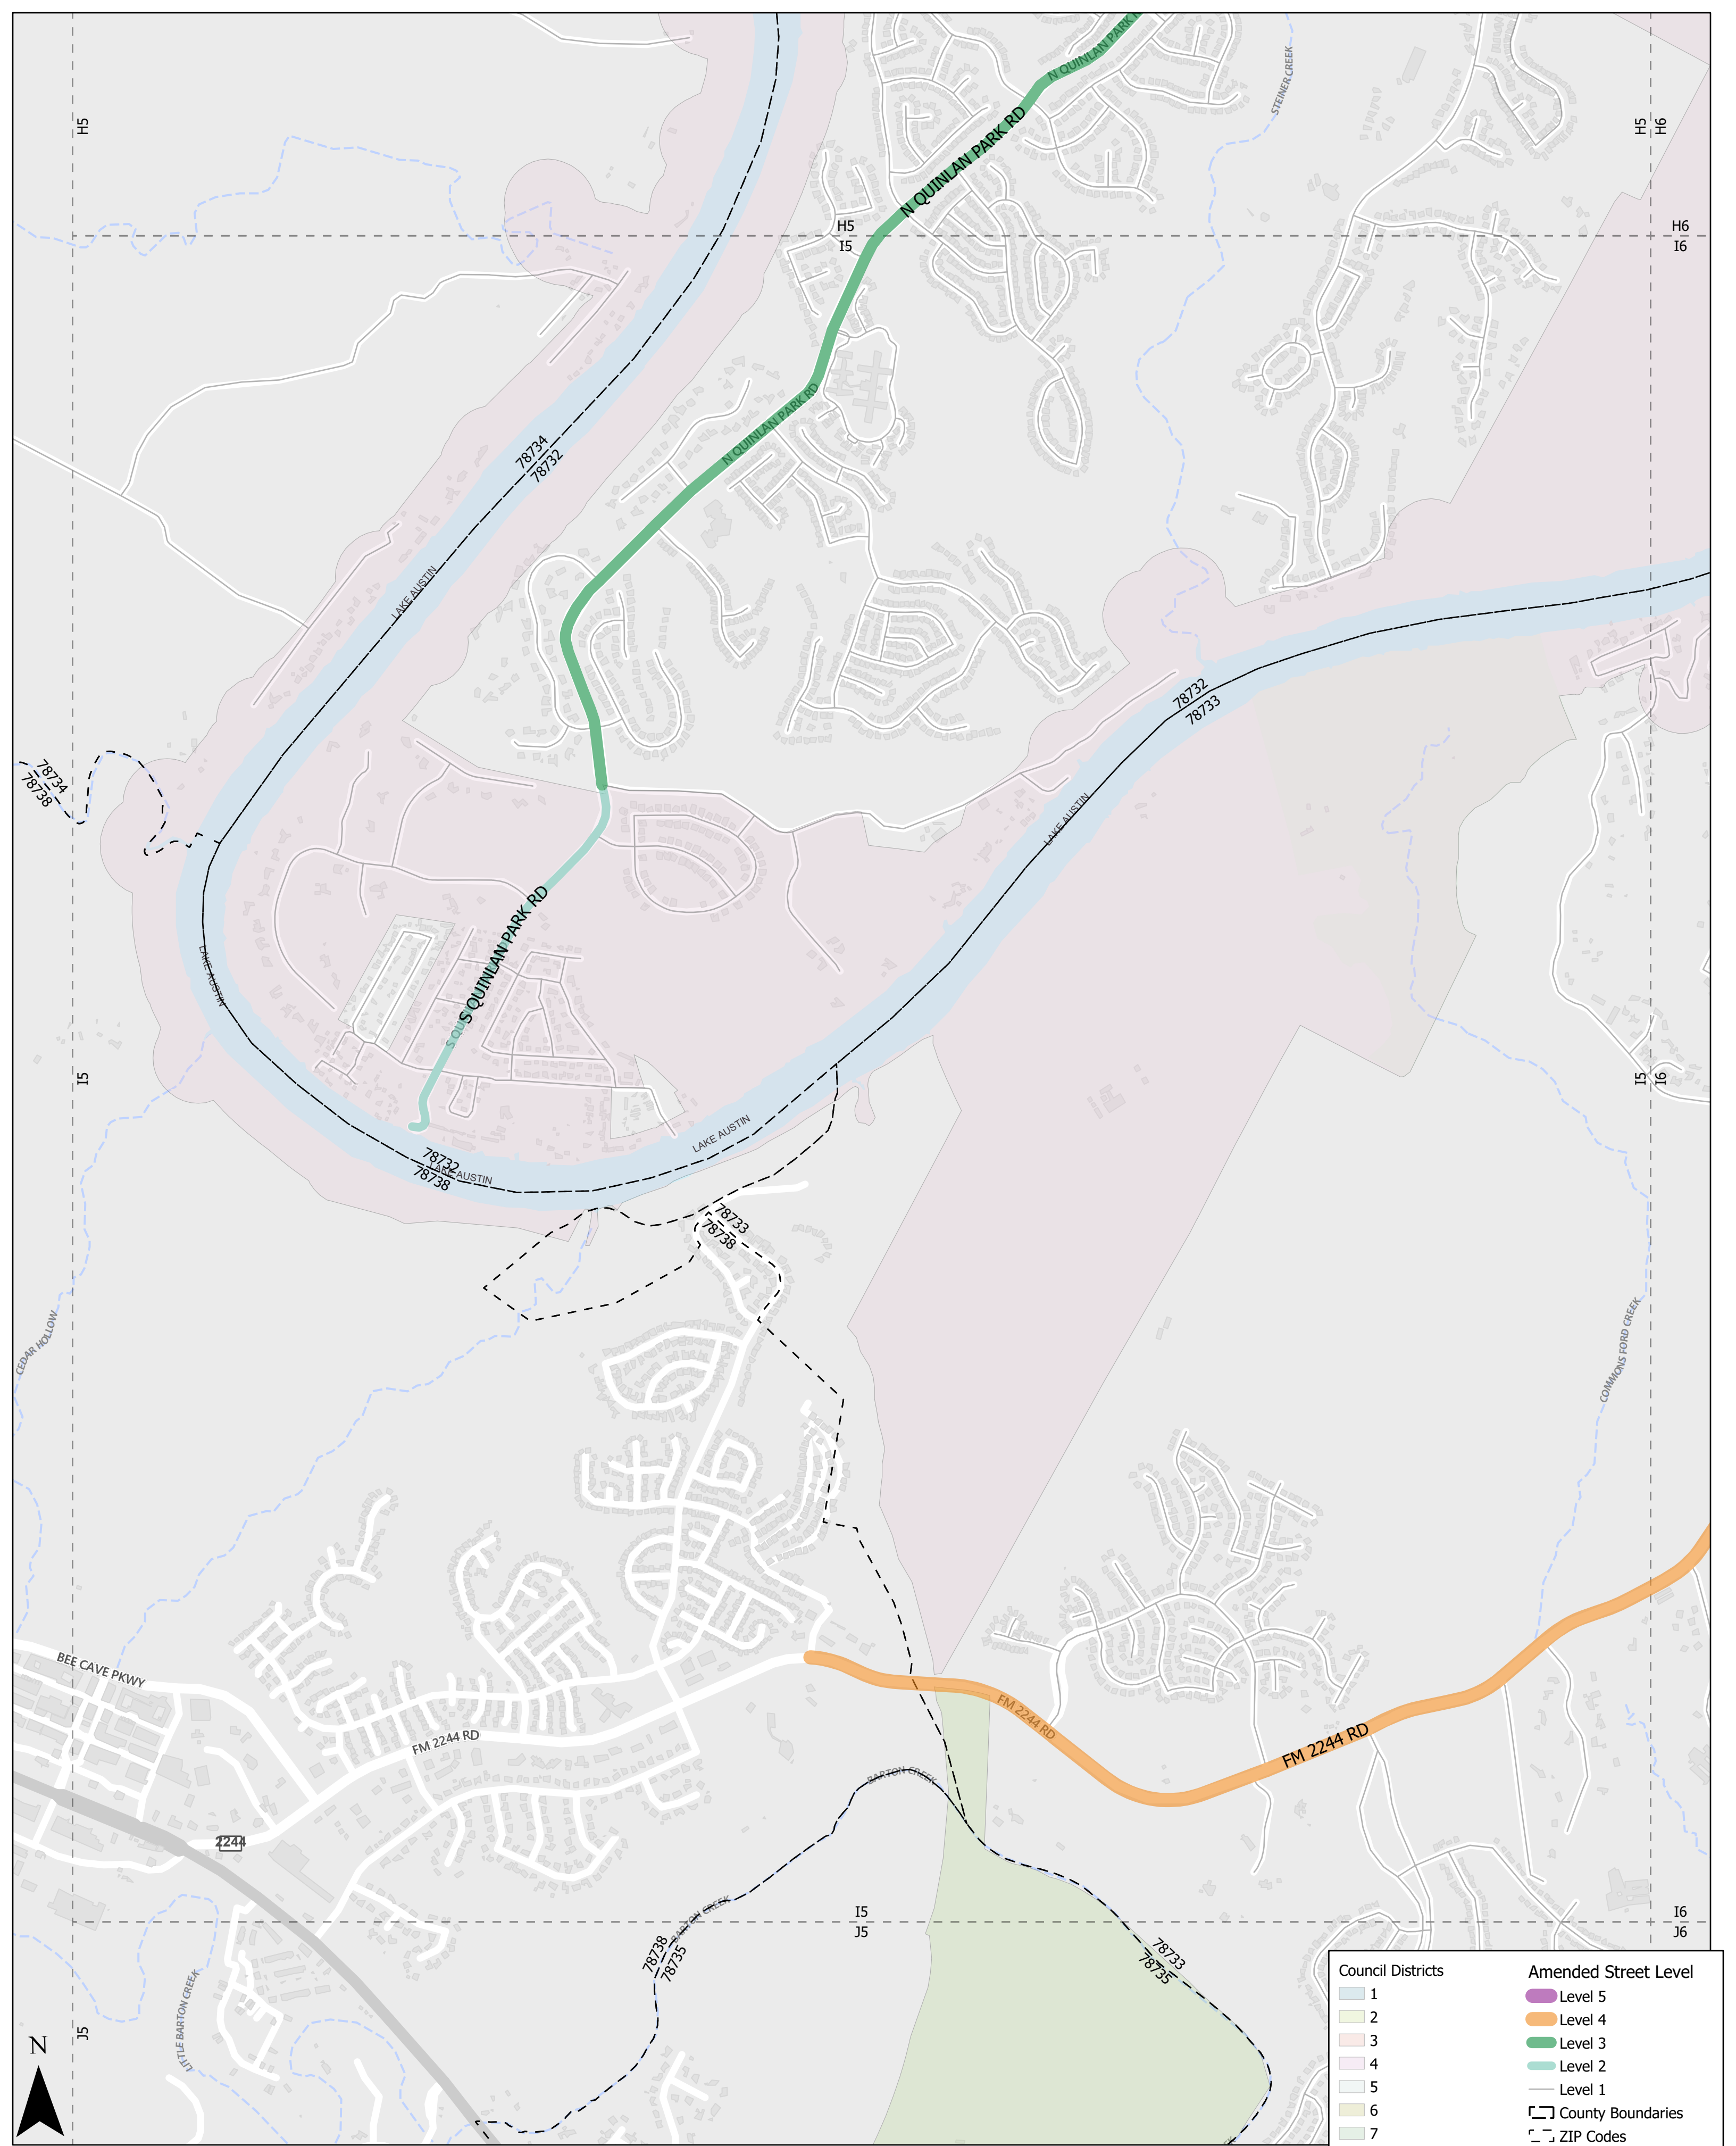 N QUINLAN PARK R
STEINER CREEK
H5
H5
H6
N QUINLAN PARK RD
H5
I5
H6
I6
N QUINLAN PARK RD
78734
78732
LAKE AUSTIN
78732
78733
78734
78738
LAKE AUSTIN
S QUINLAN PARK RD
LAKE AUSTIN
S QU
I5
I5
I6
LAKE AUSTIN
78732
LAKE AUSTIN
78738
78733
78738
CEDAR HOLLOW
COMMONS FORD CREEK
BEE CAVE PKWY
FM 2244 RD
FM 2244 RD
FM 2244 RD
BARTON CREEK
2244
BARTON CREEK
I5
J5
I6
J6
78738
78735
78733
78735
LITTLE BARTON CREEK
J5
N
Council Districts
1
2
3
4
5
6
7
Amended Street Level
Level 5
Level 4
Level 3
Level 2
Level 1
County Boundaries
ZIP Codes